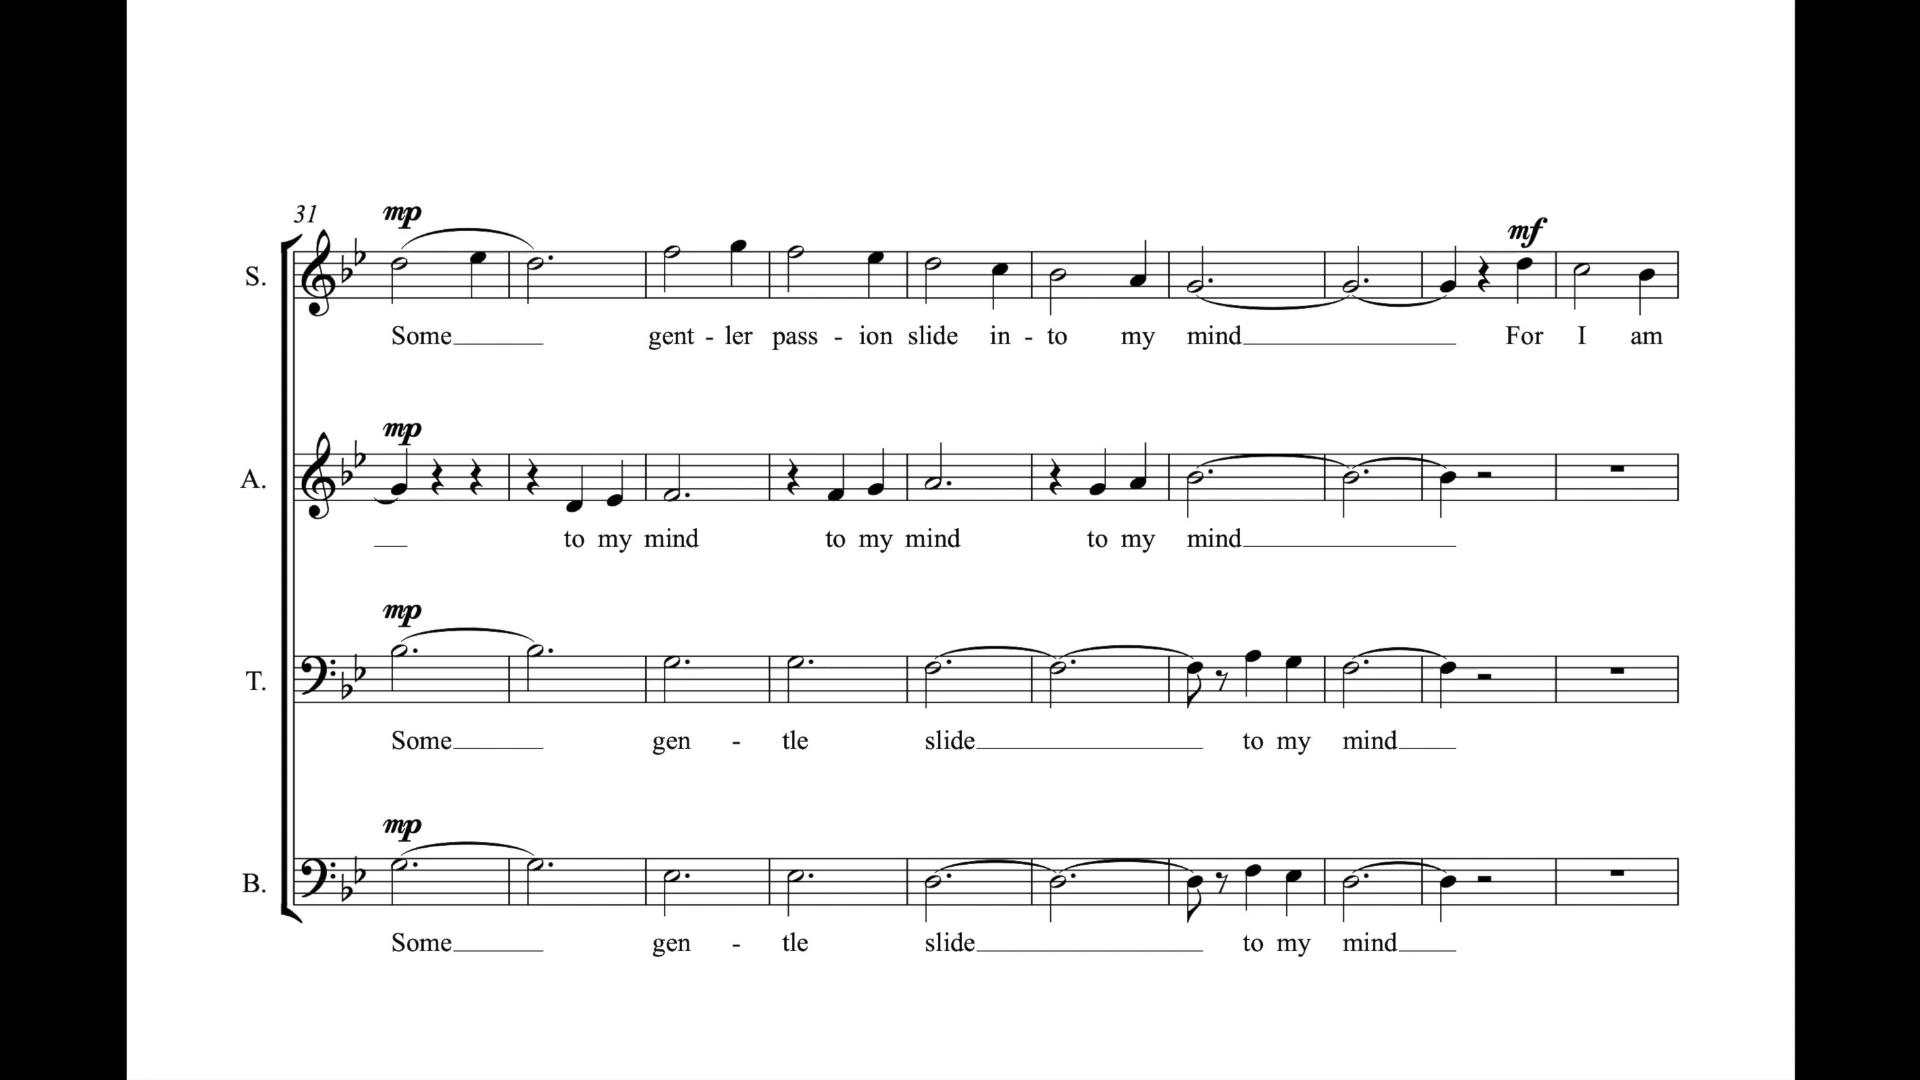 31 mp
mf
S.
Some gent - ler pass - ion slide in - to my mind For I am
mp
A.
to my mind to my mind to my mind
mp
T.
Some gen - tle slide to my mind
mp
B.
Some gen - tle slide to my mind